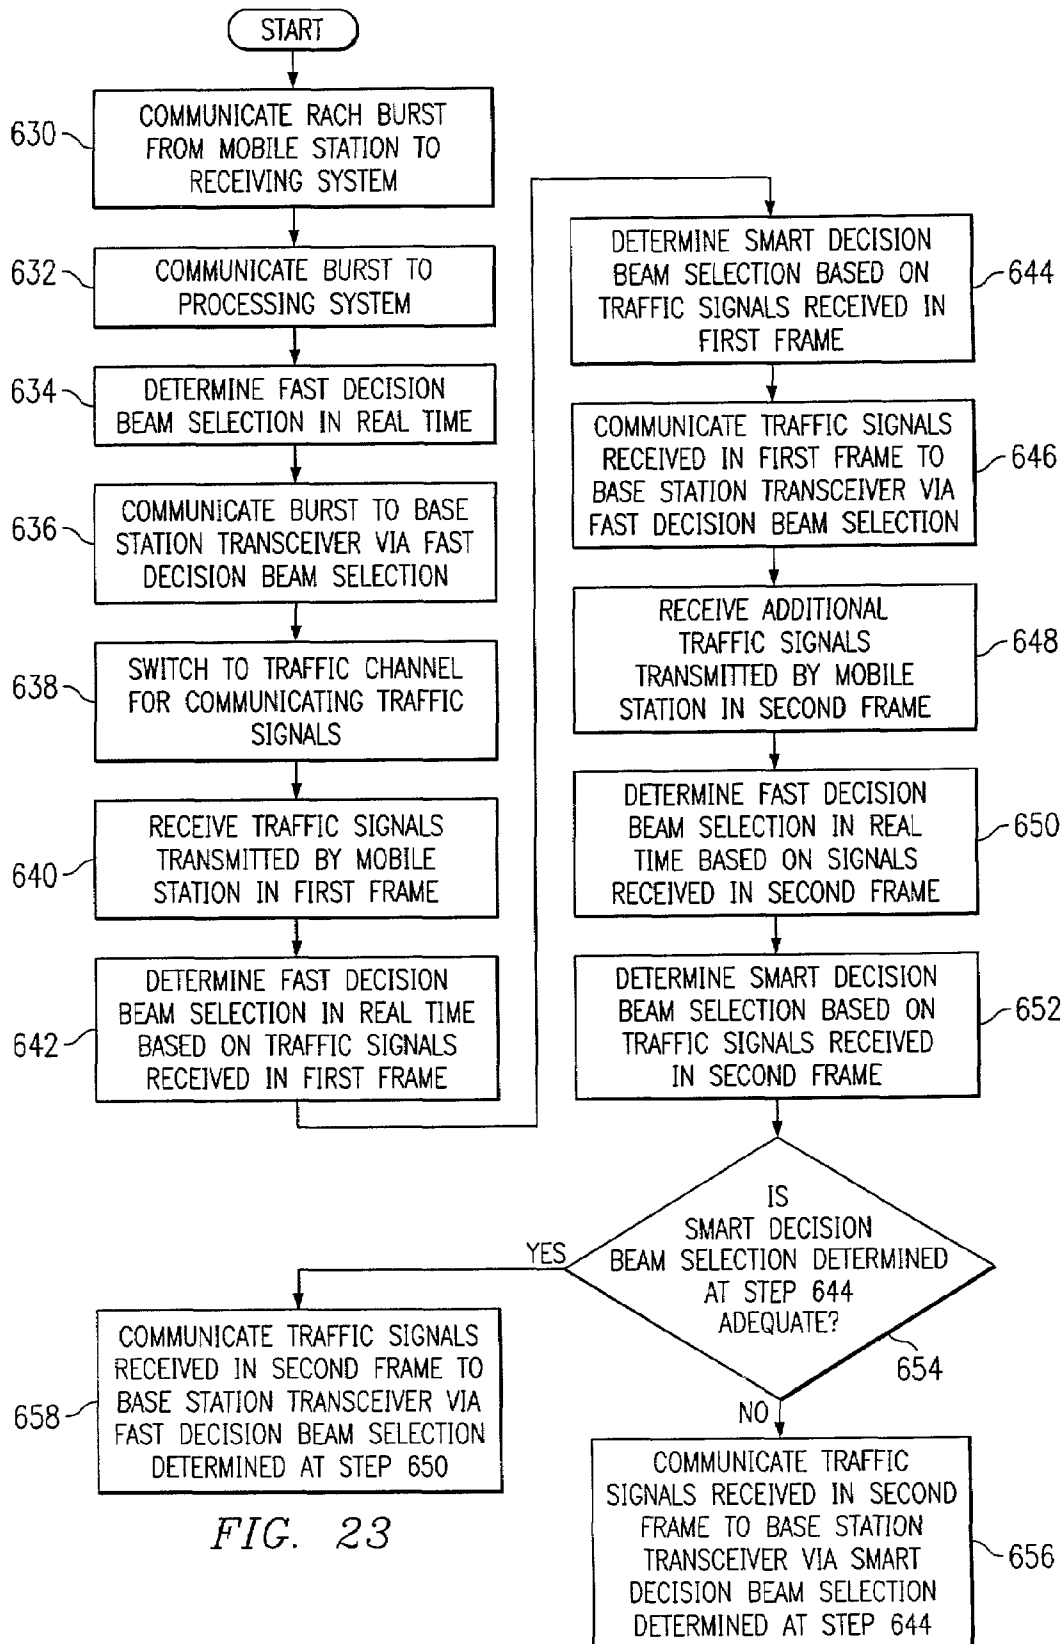 START
630
COMMUNICATE RACH BURST
FROM MOBILE STATION TO
RECEIVING SYSTEM
632
COMMUNICATE BURST TO
PROCESSING SYSTEM
634
DETERMINE FAST DECISION
BEAM SELECTION IN REAL TIME
636
COMMUNICATE BURST TO BASE
STATION TRANSCEIVER VIA FAST
DECISION BEAM SELECTION
638
SWITCH TO TRAFFIC CHANNEL
FOR COMMUNICATING TRAFFIC
SIGNALS
640
RECEIVE TRAFFIC SIGNALS
TRANSMITTED BY MOBILE
STATION IN FIRST FRAME
642
DETERMINE FAST DECISION
BEAM SELECTION IN REAL TIME
BASED ON TRAFFIC SIGNALS
RECEIVED IN FIRST FRAME
DETERMINE SMART DECISION
BEAM SELECTION BASED ON
TRAFFIC SIGNALS RECEIVED IN
FIRST FRAME
644
COMMUNICATE TRAFFIC SIGNALS
RECEIVED IN FIRST FRAME TO
BASE STATION TRANSCEIVER VIA
FAST DECISION BEAM SELECTION
646
RECEIVE ADDITIONAL
TRAFFIC SIGNALS
TRANSMITTED BY MOBILE
STATION IN SECOND FRAME
648
DETERMINE FAST DECISION
BEAM SELECTION IN REAL
TIME BASED ON SIGNALS
RECEIVED IN SECOND FRAME
650
DETERMINE SMART DECISION
BEAM SELECTION BASED ON
TRAFFIC SIGNALS RECEIVED
IN SECOND FRAME
652
IS
SMART DECISION
BEAM SELECTION DETERMINED
AT STEP 644
ADEQUATE?
654
YES
NO
658
COMMUNICATE TRAFFIC SIGNALS
RECEIVED IN SECOND FRAME TO
BASE STATION TRANSCEIVER VIA
FAST DECISION BEAM SELECTION
DETERMINED AT STEP 650
COMMUNICATE TRAFFIC
SIGNALS RECEIVED IN SECOND
FRAME TO BASE STATION
TRANSCEIVER VIA SMART
DECISION BEAM SELECTION
DETERMINED AT STEP 644
656
FIG. 23